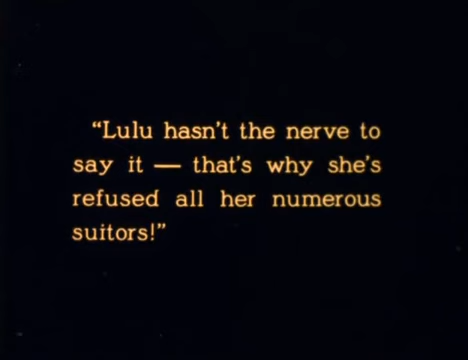 “Lulu hasn't the nerve to
say it — that's why she's
refused all her numerous
suitors!”